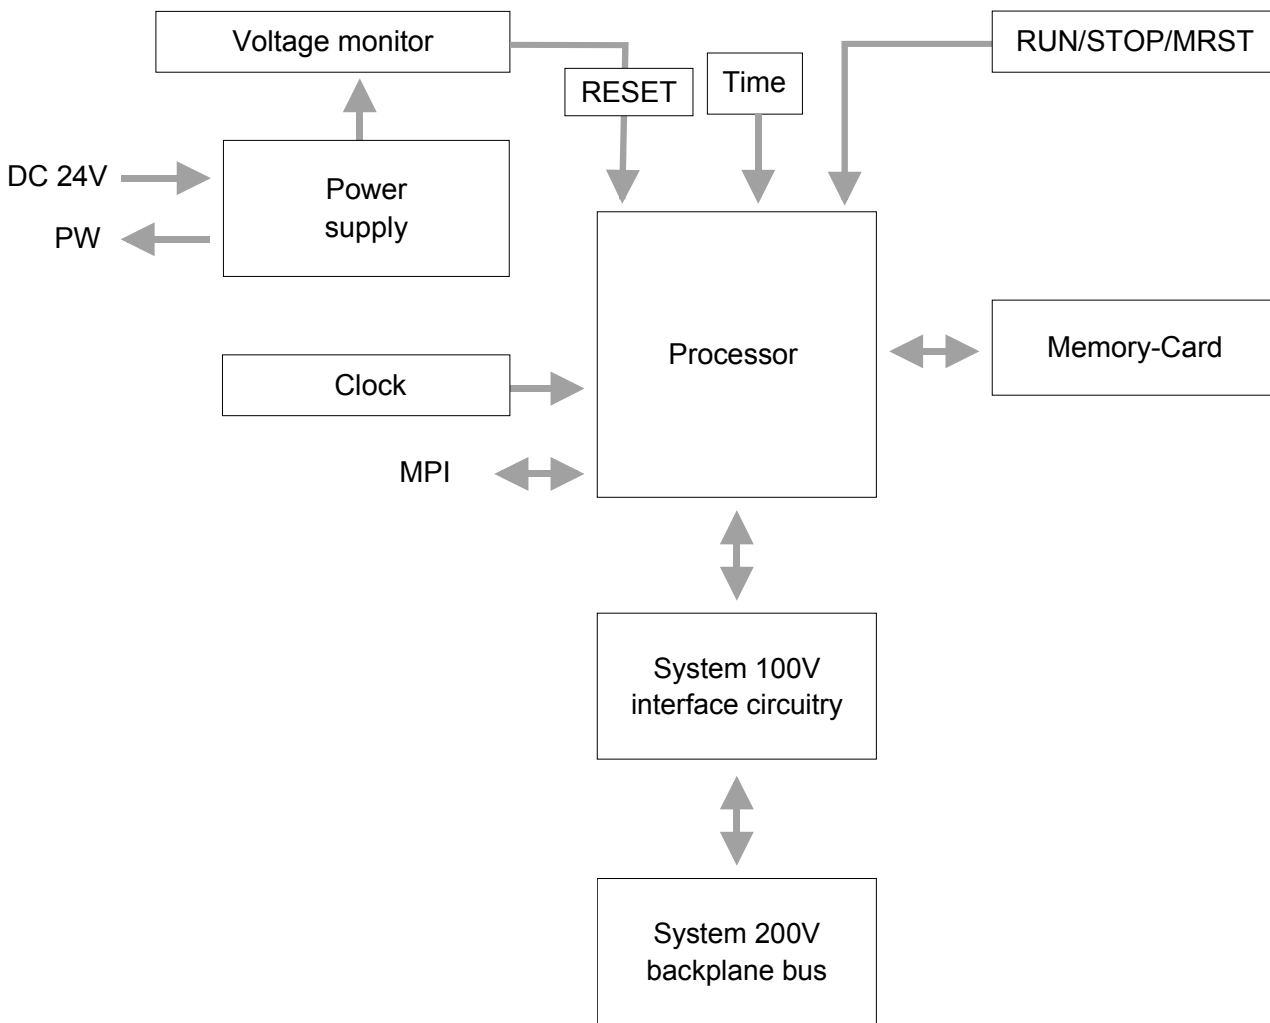 Voltage monitor
RUN/STOP/MRST
RESET
Time
DC 24V
Power
supply
PW
Processor
Memory-Card
Clock
MPI
System 100V
interface circuitry
System 200V
backplane bus